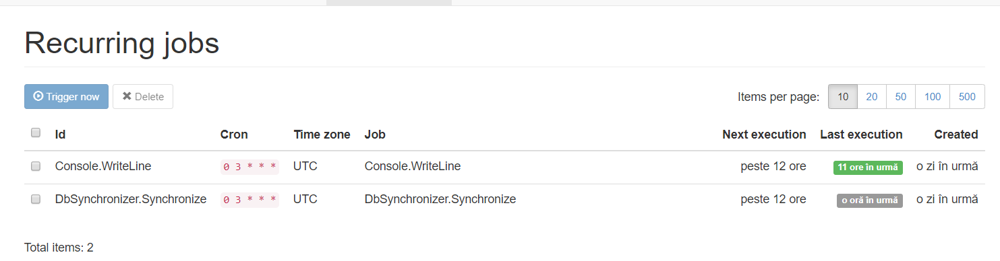 Recurring jobs
Trigger now Delete Items per page: 10 20 50 100 500
Id Cron Time zone Job Next execution Last execution Created
Console.WriteLine 0 3 * * * UTC Console.WriteLine peste 12 ore 11 ore în urmă o zi în urmă
DbSynchronizer.Synchronize 0 3 * * * UTC DbSynchronizer.Synchronize peste 12 ore o oră în urmă o zi în urmă
Total items: 2